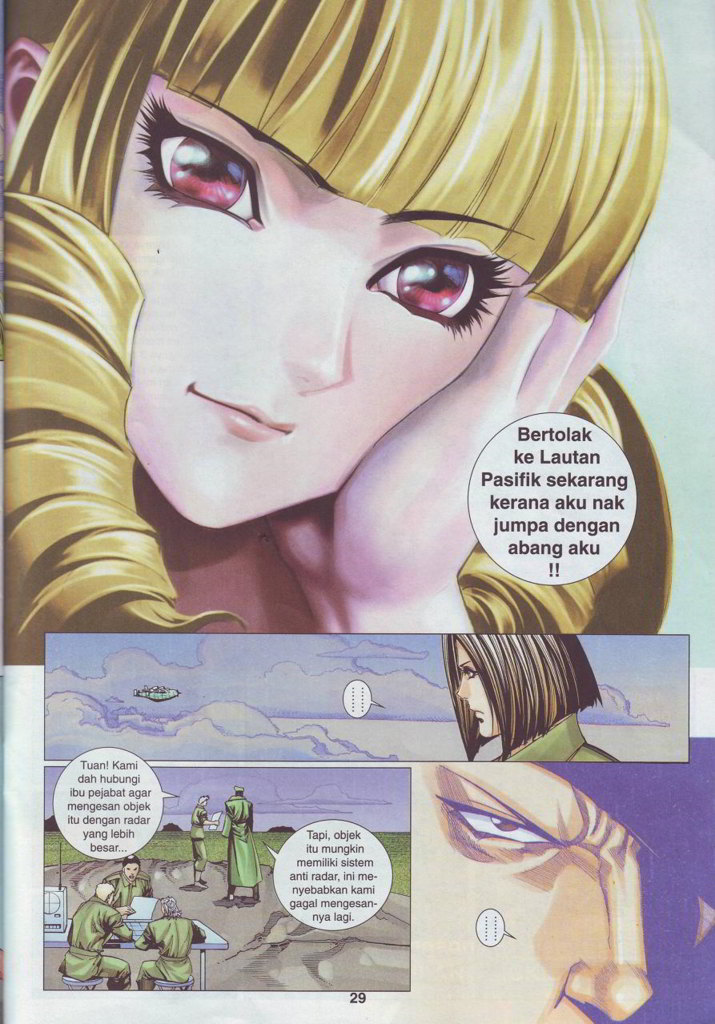 Bertolak
ke Lautan
Pasifik sekarang
kerana aku nak
jumpa dengan
abang aku
!!
Tuan! Kami
dah hubungi
ibu pejabat agar
mengesan objek
itu dengan radar
yang lebih
besar...
Tapi, objek
itu mungkin
memiliki sistem
anti radar, ini me-
nyebabkan kami
gagal mengesan-
nya lagi.
29